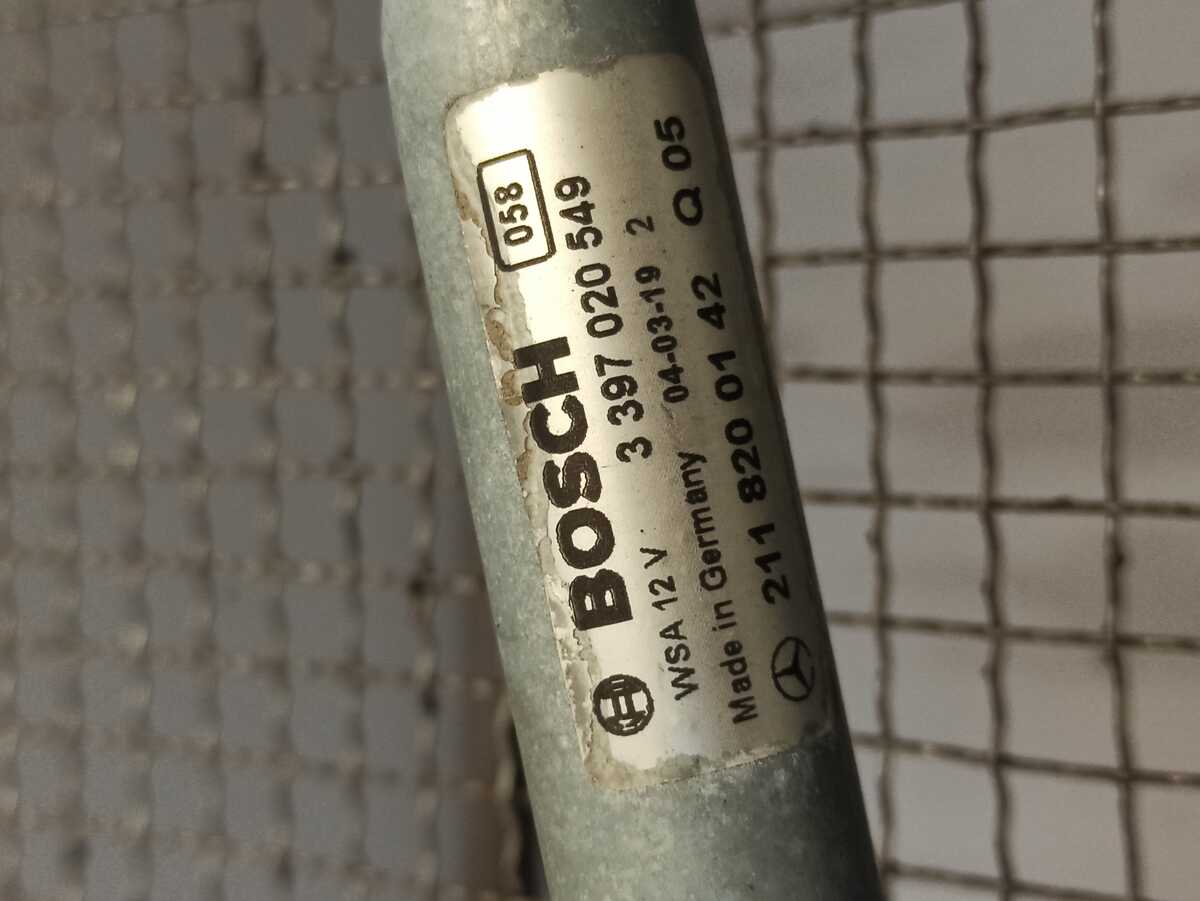 BOSCH 058
3 397 020 549
WSA 12 V 04-03-19 2
Made in Germany
211 820 01 42 Q 05